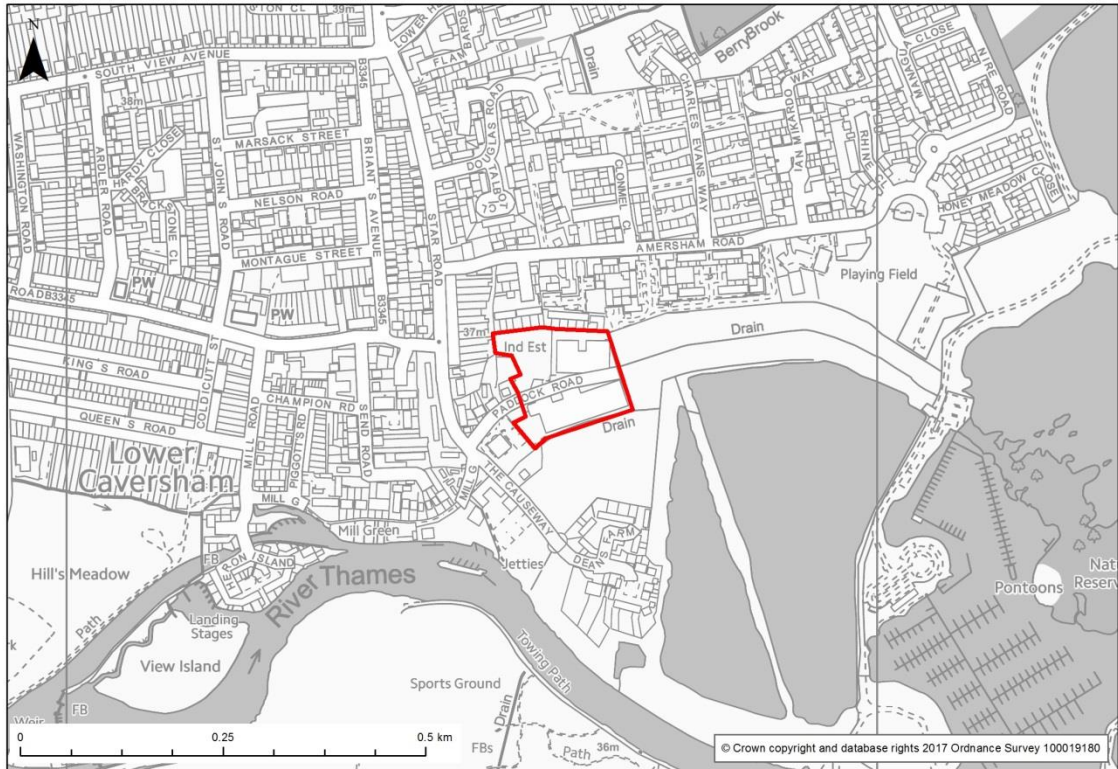 39m
LOWER H
N
FLAMBARDS
Drain
Berry Brook
MANAGUA CLOSE
NIRE ROAD
SOUTH VIEW AVENUE
B3345
38m
WASHINGTON ROAD
ARDLER ROAD
HARDY CLOSE
ST JOHN S ROAD
MARSACK STREET
BRIANT S AVENUE
DOUGLAS ROAD
CHARLES EVANS WAY
IAN MIKARDO WAY
RHINE
CLONMEL CL
HONEY MEADOW CLOSE
NELSON ROAD
STAR ROAD
AMERSHAM ROAD
MONTAGUE STREET
Playing Field
PW
ROAD B3345
PW
B3345
37m
Ind Est
Drain
KING S ROAD
COLDICUTT ST
PADDOCK ROAD
CHAMPION RD
QUEEN S ROAD
MILL ROAD
PIGGOTT'S RD
SEND ROAD
Drain
Lower
Caversham
MILL G
MILL G
THE CAUSEWAY
Mill Green
DEAN S FARM
Hill's Meadow
FB
HERON ISLAND
River Thames
Jetties
Nat
Reserv
Pontoons
Path
Landing
Stages
View Island
Towing Path
Sports Ground
Drain
FB
Weir
FBs
Path
36m
0 0.25 0.5 km
© Crown copyright and database rights 2017 Ordnance Survey 100019180